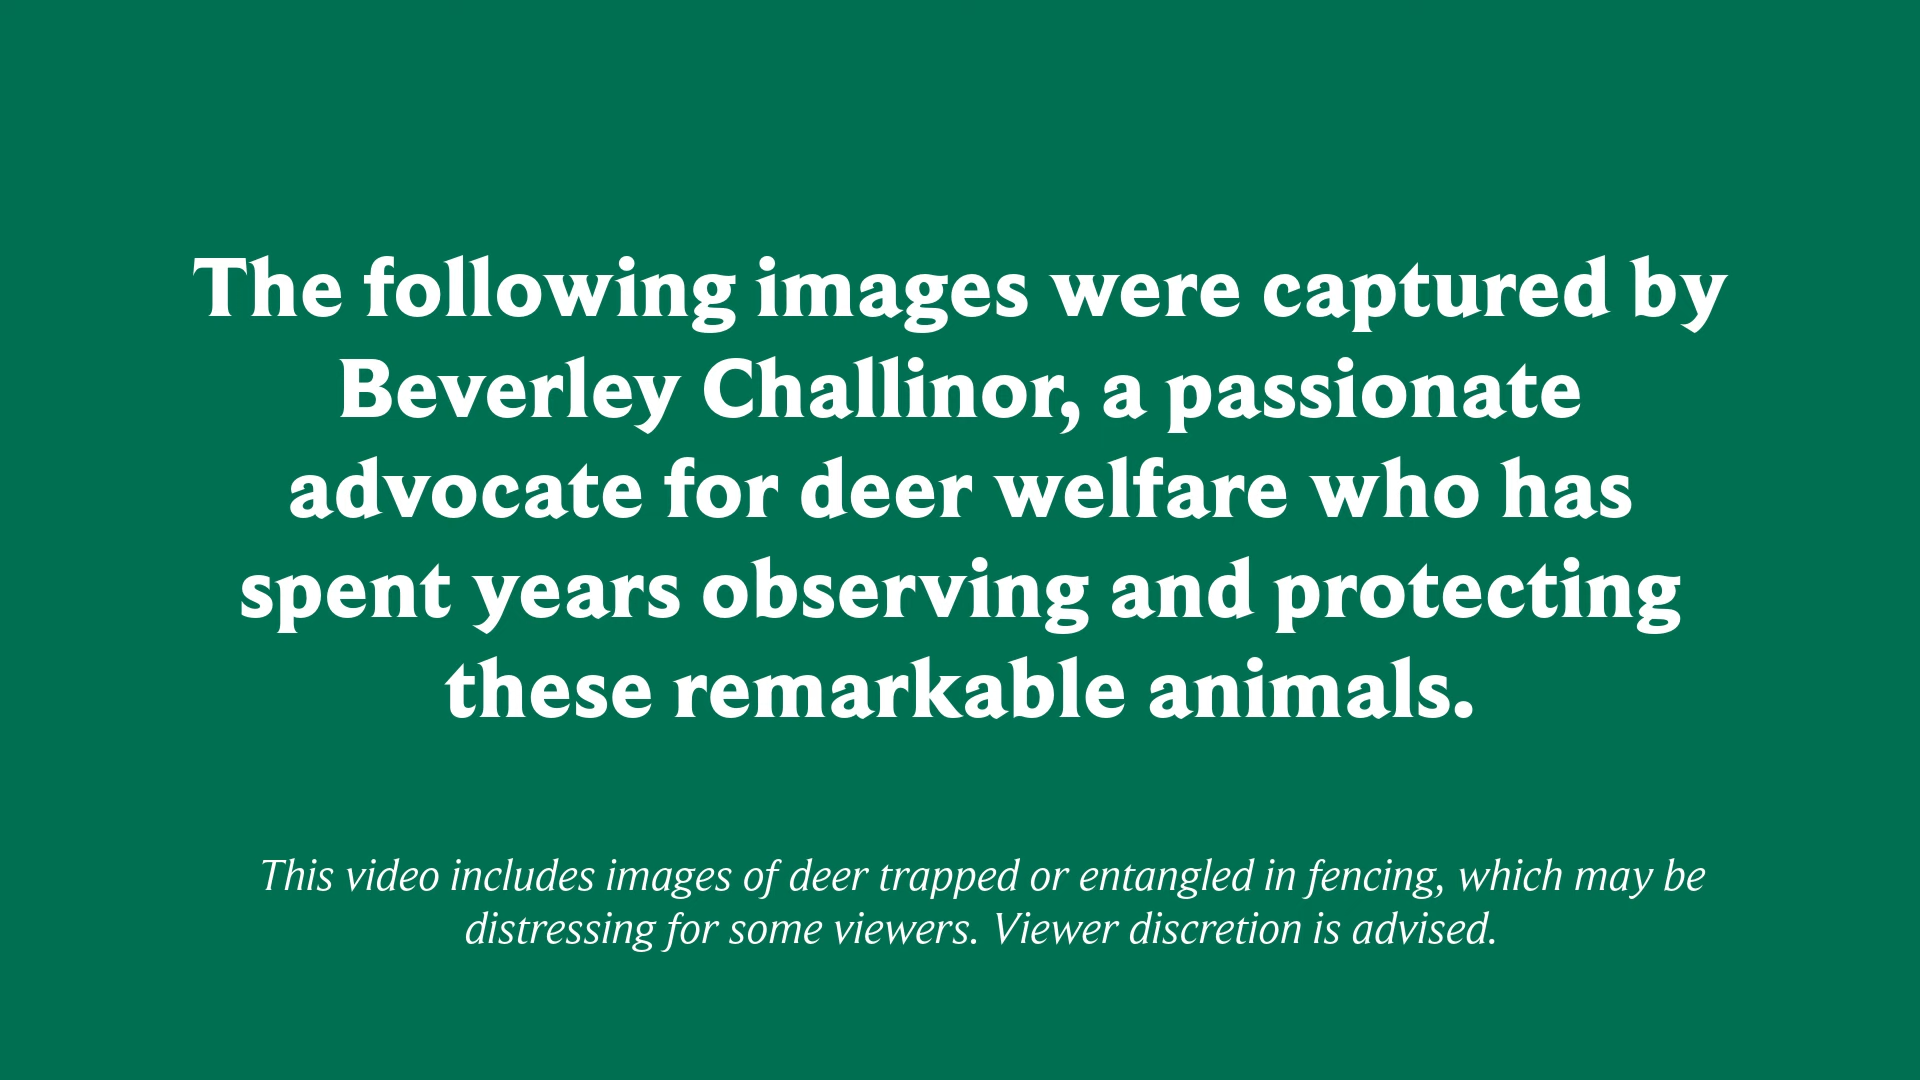 The following images were captured by
Beverley Challinor, a passionate
advocate for deer welfare who has
spent years observing and protecting
these remarkable animals.
This video includes images of deer trapped or entangled in fencing, which may be
distressing for some viewers. Viewer discretion is advised.